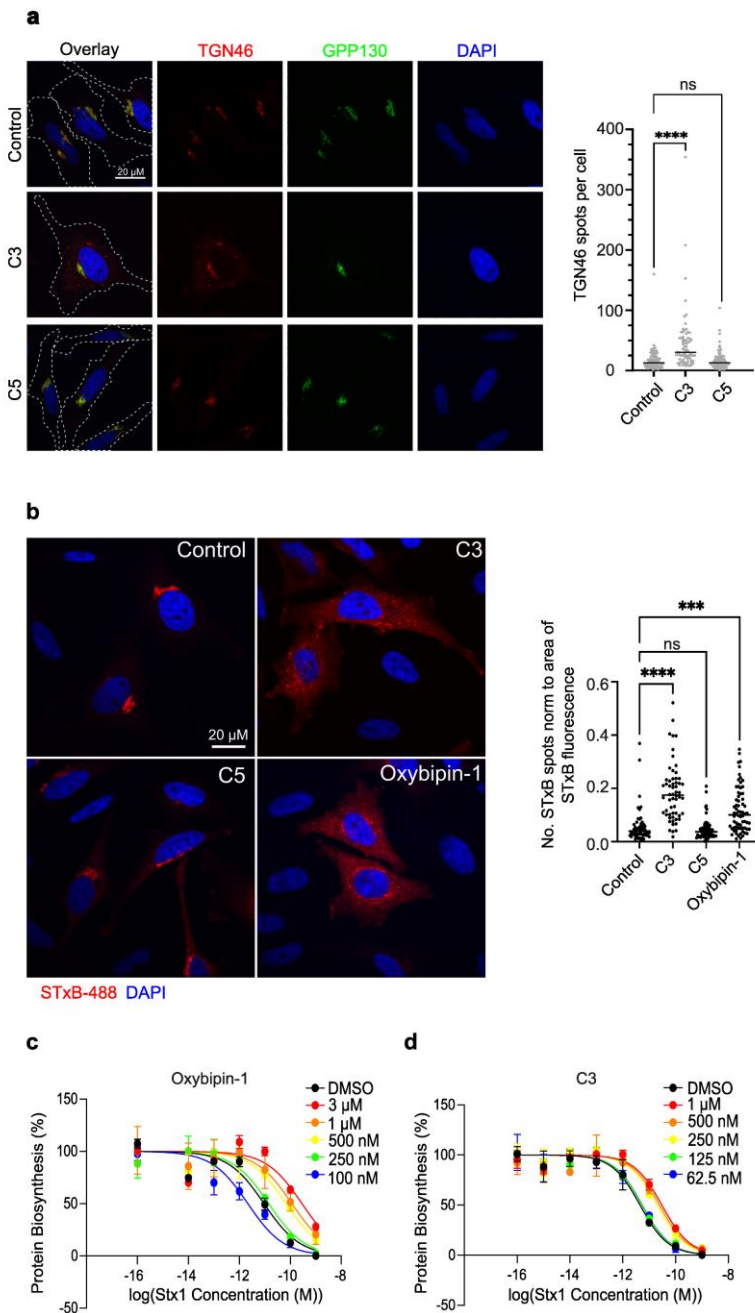 a
Overlay TGN46 GPP130 DAPI
Control
20 µM
C3
C5
ns
****
TGN46 spots per cell
400
300
200
100
0
Control C3 C5
b
Control C3
20 µM
C5 Oxybipin-1
STxB-488 DAPI
***
ns
****
No. STxB spots norm to area of
STxB fluorescence
0.6
0.4
0.2
0.0
Control C3 C5 Oxybipin-1
c
Oxybipin-1
Protein Biosynthesis (%)
150
100
50
0
-50
-16 -14 -12 -10 -8
log(Stx1 Concentration (M))
DMSO
3 µM
1 µM
500 nM
250 nM
100 nM
d
C3
Protein Biosynthesis (%)
150
100
50
0
-50
-16 -14 -12 -10 -8
log(Stx1 Concentration (M))
DMSO
1 µM
500 nM
250 nM
125 nM
62.5 nM